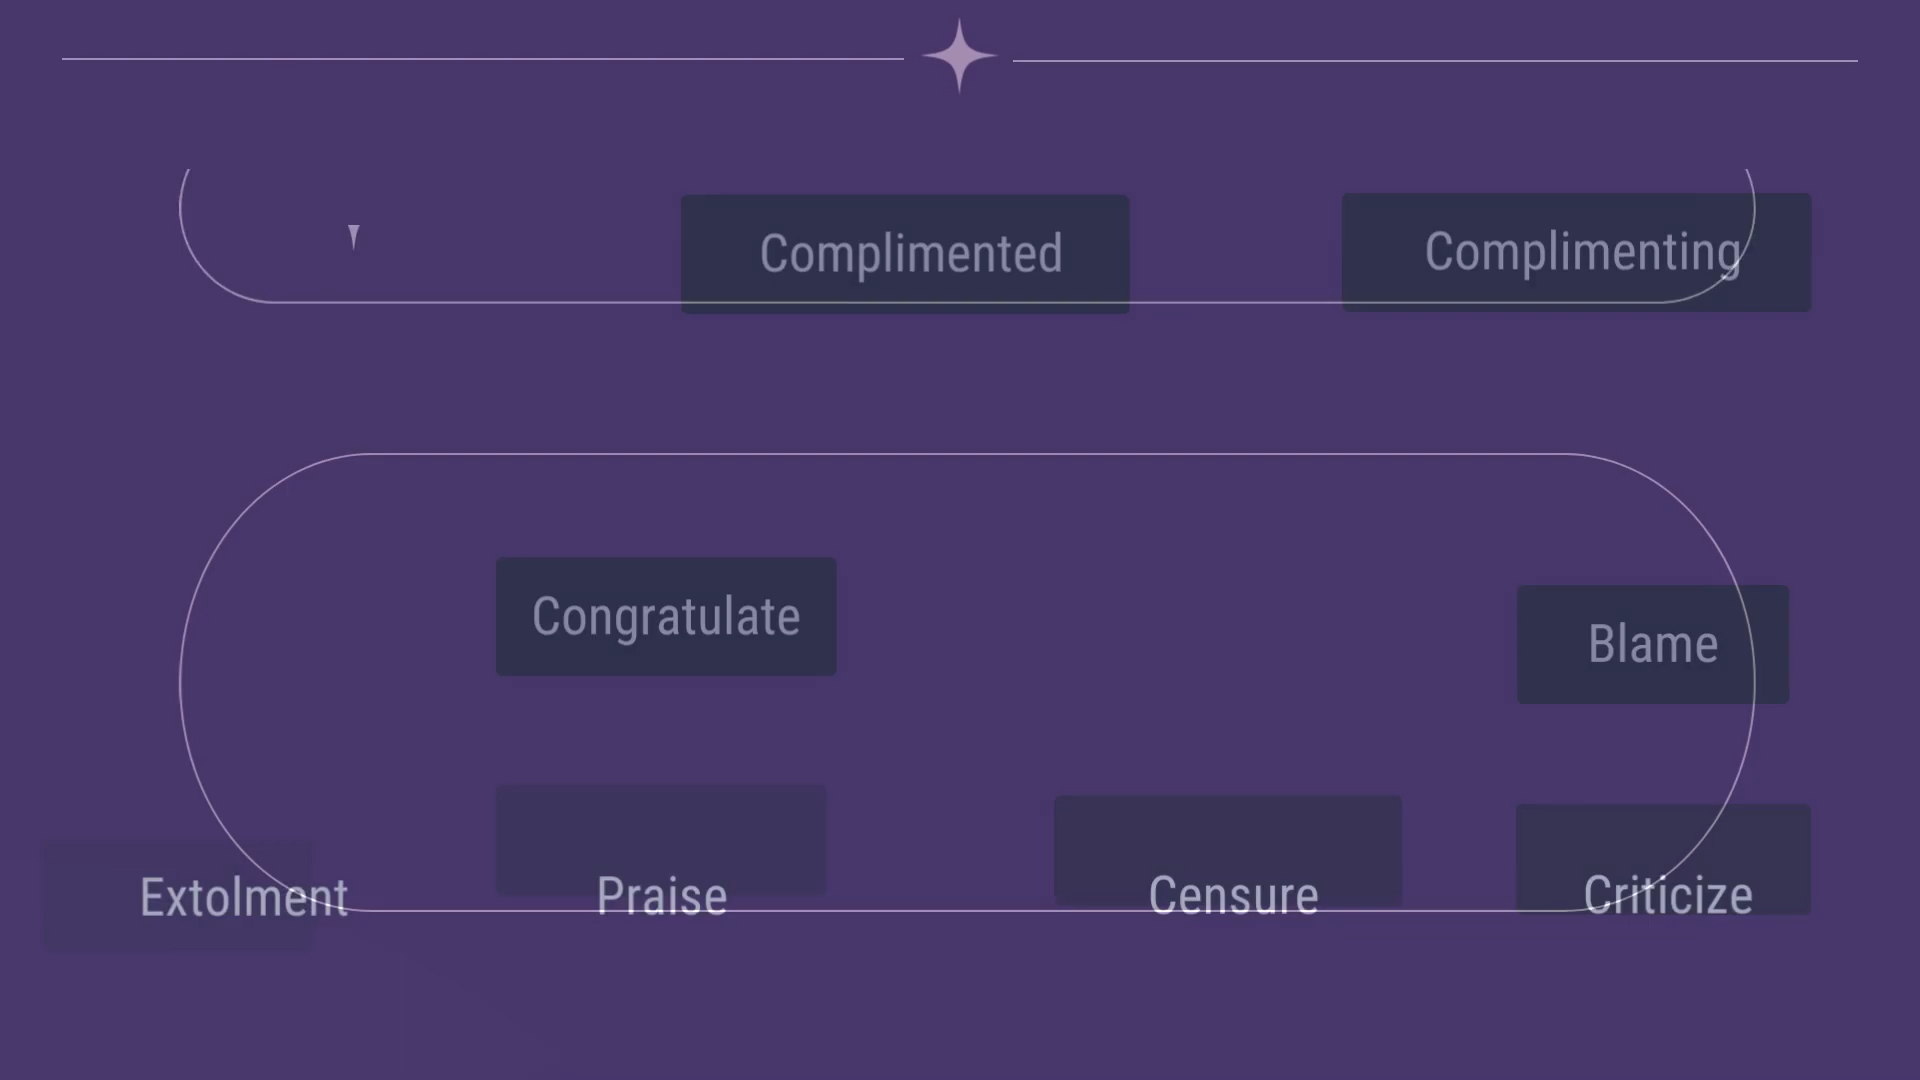 Complimented
Complimenting
Congratulate
Blame
Extolment
Praise
Censure
Criticize